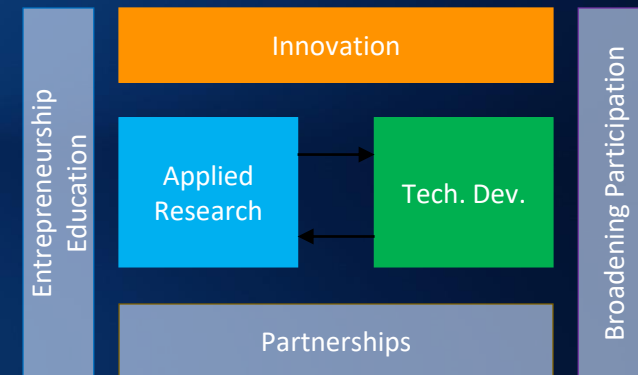 Entrepreneurship
Education
Innovation
Applied
Research
Tech. Dev.
Partnerships
Broadening Participation